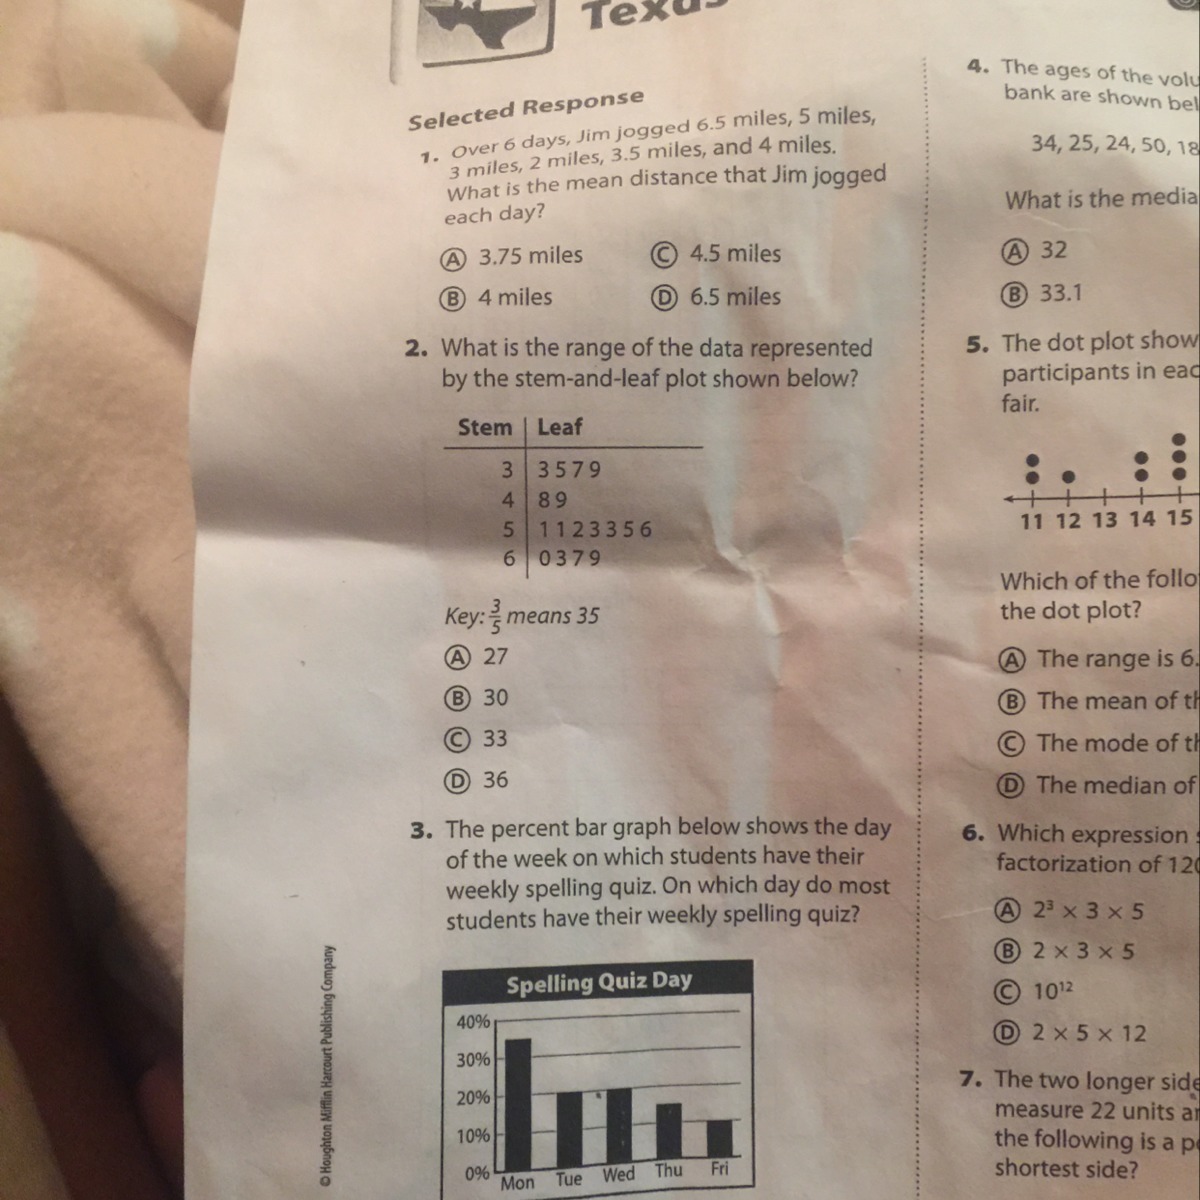 Texas
Selected Response
1. Over 6 days, Jim jogged 6.5 miles, 5 miles,
3 miles, 2 miles, 3.5 miles, and 4 miles.
What is the mean distance that Jim jogged
each day?
Ⓐ 3.75 miles Ⓒ 4.5 miles
Ⓑ 4 miles Ⓓ 6.5 miles
2. What is the range of the data represented
by the stem-and-leaf plot shown below?
Stem Leaf
3 3 5 7 9
4 8 9
5 1 1 2 3 3 5 6
6 0 3 7 9
Key: 3/5 means 35
Ⓐ 27
Ⓑ 30
Ⓒ 33
Ⓓ 36
3. The percent bar graph below shows the day
of the week on which students have their
weekly spelling quiz. On which day do most
students have their weekly spelling quiz?
Spelling Quiz Day
40%
30%
20%
10%
0%
Mon Tue Wed Thu Fri
© Houghton Mifflin Harcourt Publishing Company
4. The ages of the
bank are shown
34, 25, 24, 50, 18
What is the
Ⓐ 32
Ⓑ 33.1
5. The dot plot
participants in
fair.
11 12 13 14 15
Which of the
the dot plot?
Ⓐ The range is 6.
Ⓑ The mean of
Ⓒ The mode of
Ⓓ The median of
6. Which expression
factorization of
Ⓐ 2³ × 3 × 5
Ⓑ 2 × 3 × 5
Ⓒ 10¹²
Ⓓ 2 × 5 × 12
7. The two longer
measure 22 units
the following is a
shortest side?